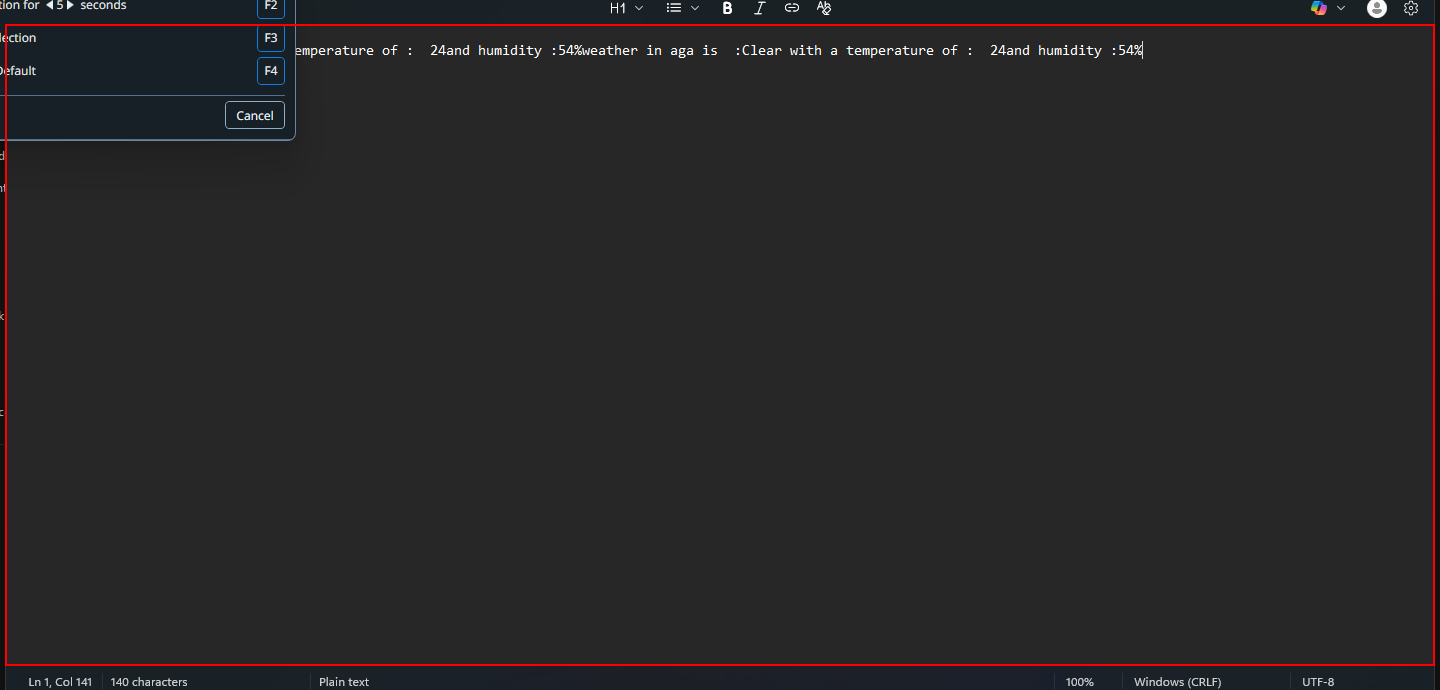 tion for 5 seconds F2
H1
lection F3
emperature of :  24and humidity :54%weather in aga is  :Clear with a temperature of :  24and humidity :54%
Default F4
Cancel
Ln 1, Col 141 140 characters Plain text 100% Windows (CRLF) UTF-8